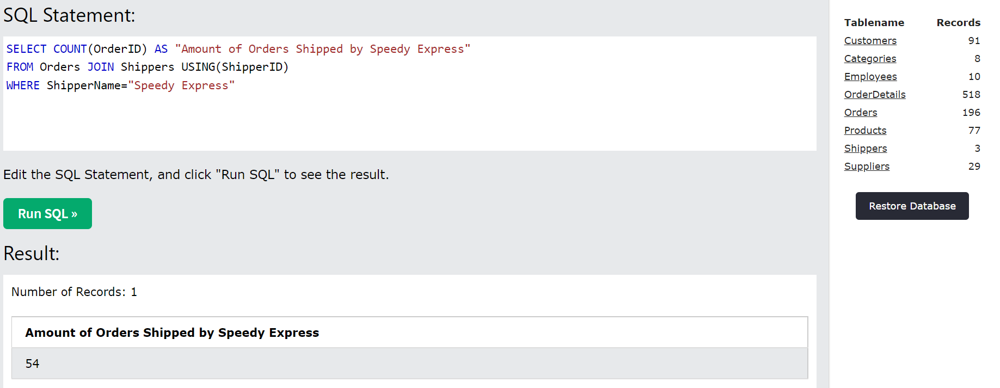 SQL Statement:
SELECT COUNT(OrderID) AS "Amount of Orders Shipped by Speedy Express"
FROM Orders JOIN Shippers USING(ShipperID)
WHERE ShipperName="Speedy Express"
Edit the SQL Statement, and click "Run SQL" to see the result.
Run SQL »
Result:
Number of Records: 1
Amount of Orders Shipped by Speedy Express
54
Tablename Records
Customers 91
Categories 8
Employees 10
OrderDetails 518
Orders 196
Products 77
Shippers 3
Suppliers 29
Restore Database